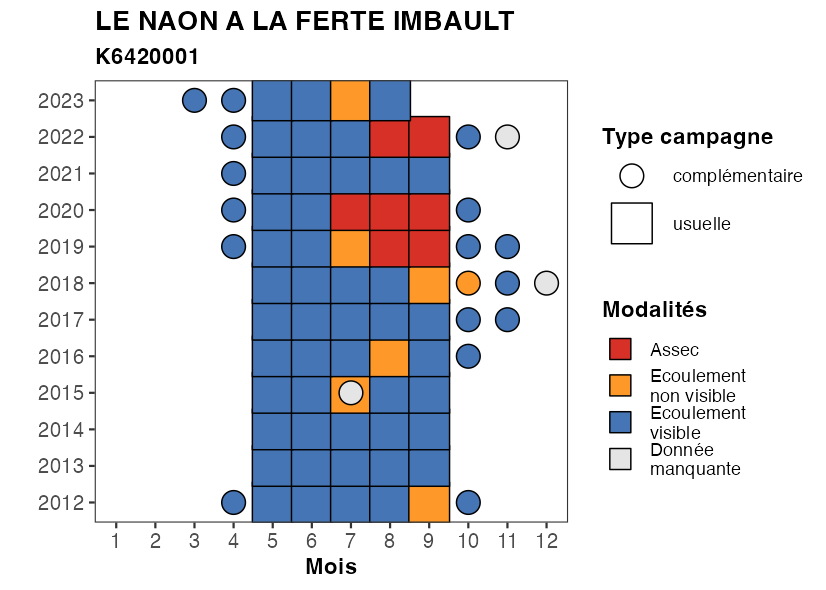 LE NAON A LA FERTE IMBAULT
K6420001
2023
2022
2021
2020
2019
2018
2017
2016
2015
2014
2013
2012
1 2 3 4 5 6 7 8 9 10 11 12
Mois
Type campagne
complémentaire
usuelle
Modalités
Assec
Ecoulement
non visible
Ecoulement
visible
Donnée
manquante